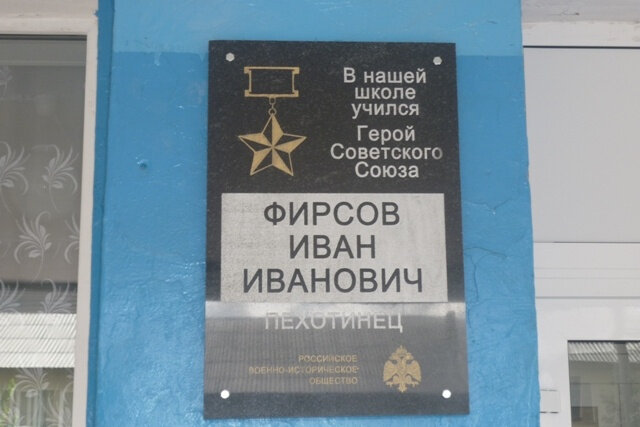 В нашей
школе
учился
Герой
Советского
Союза
ФИРСОВ
ИВАН
ИВАНОВИЧ
ПЕХОТИНЕЦ
РОССИЙСКОЕ
ВОЕННО-ИСТОРИЧЕСКОЕ
ОБЩЕСТВО